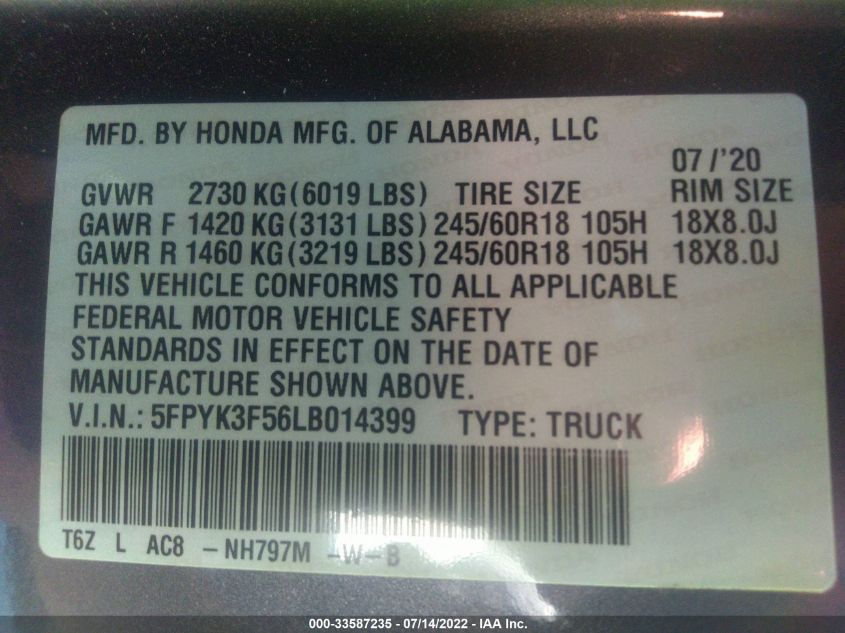 MFD. BY HONDA MFG. OF ALABAMA, LLC
07/'20
GVWR 2730 KG(6019 LBS) TIRE SIZE RIM SIZE
GAWR F 1420 KG(3131 LBS) 245/60R18 105H 18X8.0J
GAWR R 1460 KG(3219 LBS) 245/60R18 105H 18X8.0J
THIS VEHICLE CONFORMS TO ALL APPLICABLE
FEDERAL MOTOR VEHICLE SAFETY
STANDARDS IN EFFECT ON THE DATE OF
MANUFACTURE SHOWN ABOVE.
V.I.N.: 5FPYK3F56LB014399 TYPE: TRUCK
T6Z L AC8 -NH797M -W-B
000-33587235 - 07/14/2022 - IAA Inc.